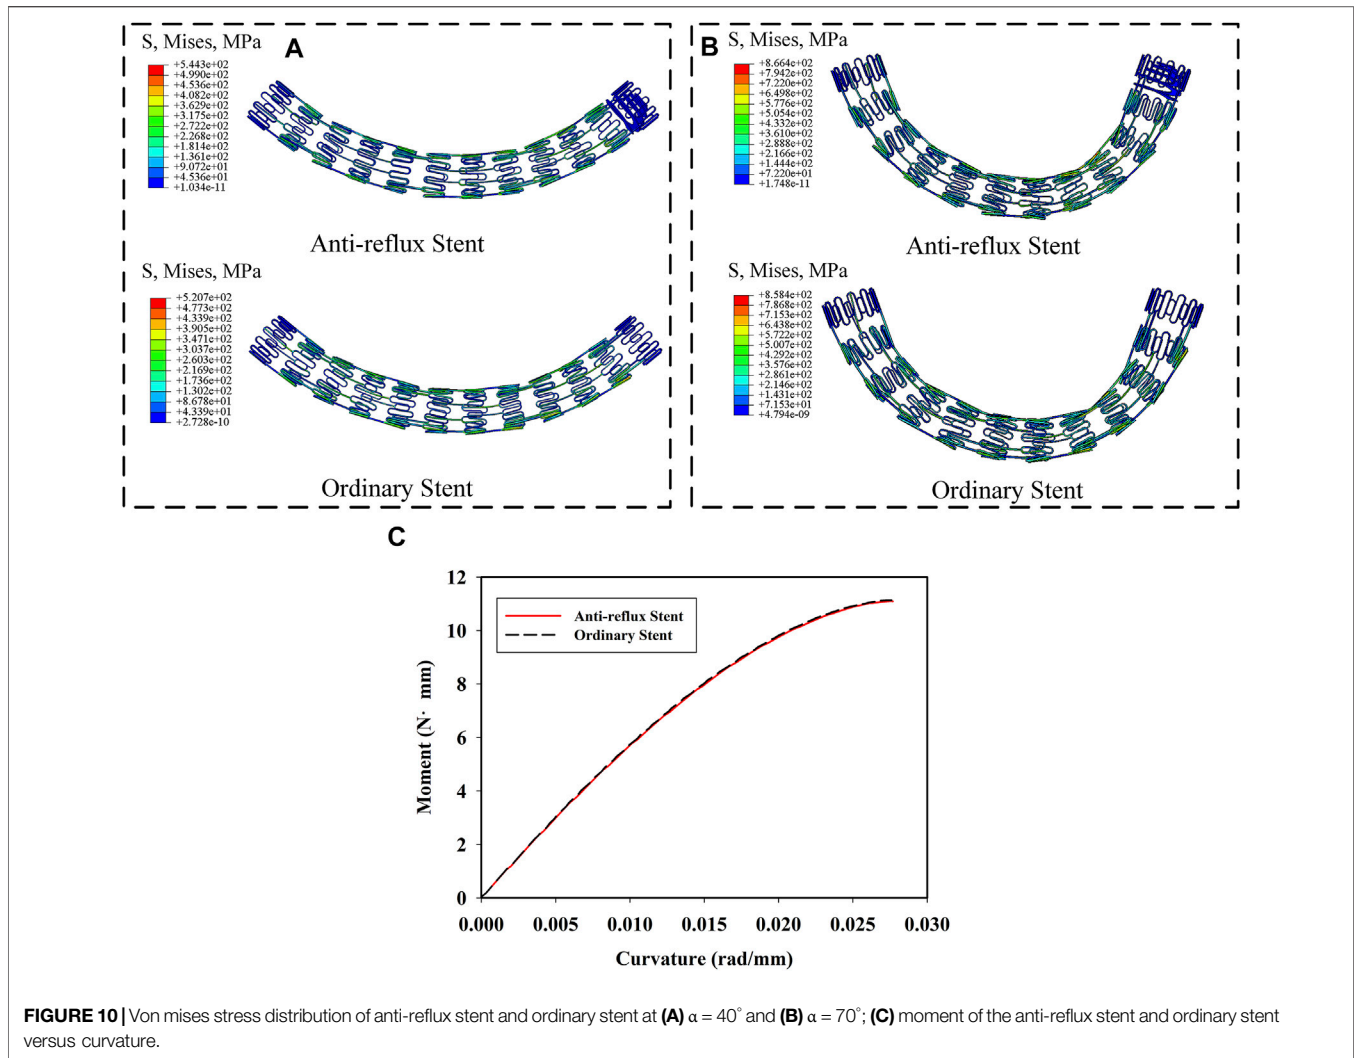 S, Mises, MPa
A
+5.443e+02
+4.990e+02
+4.536e+02
+4.082e+02
+3.629e+02
+3.175e+02
+2.722e+02
+2.268e+02
+1.814e+02
+1.361e+02
+9.072e+01
+4.536e+01
+1.034e-11
Anti-reflux Stent
S, Mises, MPa
+5.207e+02
+4.773e+02
+4.339e+02
+3.905e+02
+3.471e+02
+3.037e+02
+2.603e+02
+2.169e+02
+1.736e+02
+1.302e+02
+8.678e+01
+4.339e+01
+2.728e-10
Ordinary Stent
S, Mises, MPa
B
+8.664e+02
+7.942e+02
+7.220e+02
+6.498e+02
+5.776e+02
+5.054e+02
+4.332e+02
+3.610e+02
+2.888e+02
+2.166e+02
+1.444e+02
+7.220e+01
+1.748e-11
Anti-reflux Stent
S, Mises, MPa
+8.584e+02
+7.868e+02
+7.153e+02
+6.438e+02
+5.722e+02
+5.007e+02
+4.292e+02
+3.576e+02
+2.861e+02
+2.146e+02
+1.431e+02
+7.153e+01
+4.794e-09
Ordinary Stent
C
12
10
8
6
4
2
0
Moment (N· mm)
Anti-reflux Stent
Ordinary Stent
0.000 0.005 0.010 0.015 0.020 0.025 0.030
Curvature (rad/mm)
FIGURE 10 | Von mises stress distribution of anti-reflux stent and ordinary stent at (A) α = 40° and (B) α = 70°; (C) moment of the anti-reflux stent and ordinary stent
versus curvature.